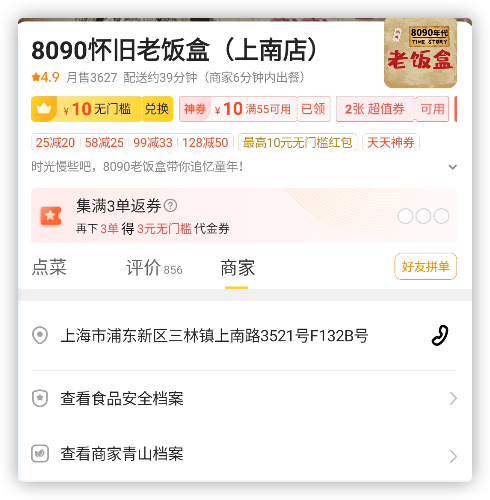 8090怀旧老饭盒（上南店）
8090年代
TIME STORY
老饭盒
4.9 月售3627 配送约39分钟（商家6分钟内出餐）
¥10无门槛 兑换
神券 ¥10 满55可用 已领
2张 超值券 可用
25减20 58减25 99减33 128减50 最高10元无门槛红包 天天神券
时光慢些吧，8090老饭盒带你追忆童年！
集满3单返券?
再下3单 得 3元无门槛 代金券
点菜 评价856 商家 好友拼单
上海市浦东新区三林镇上南路3521号F132B号
查看食品安全档案
查看商家青山档案